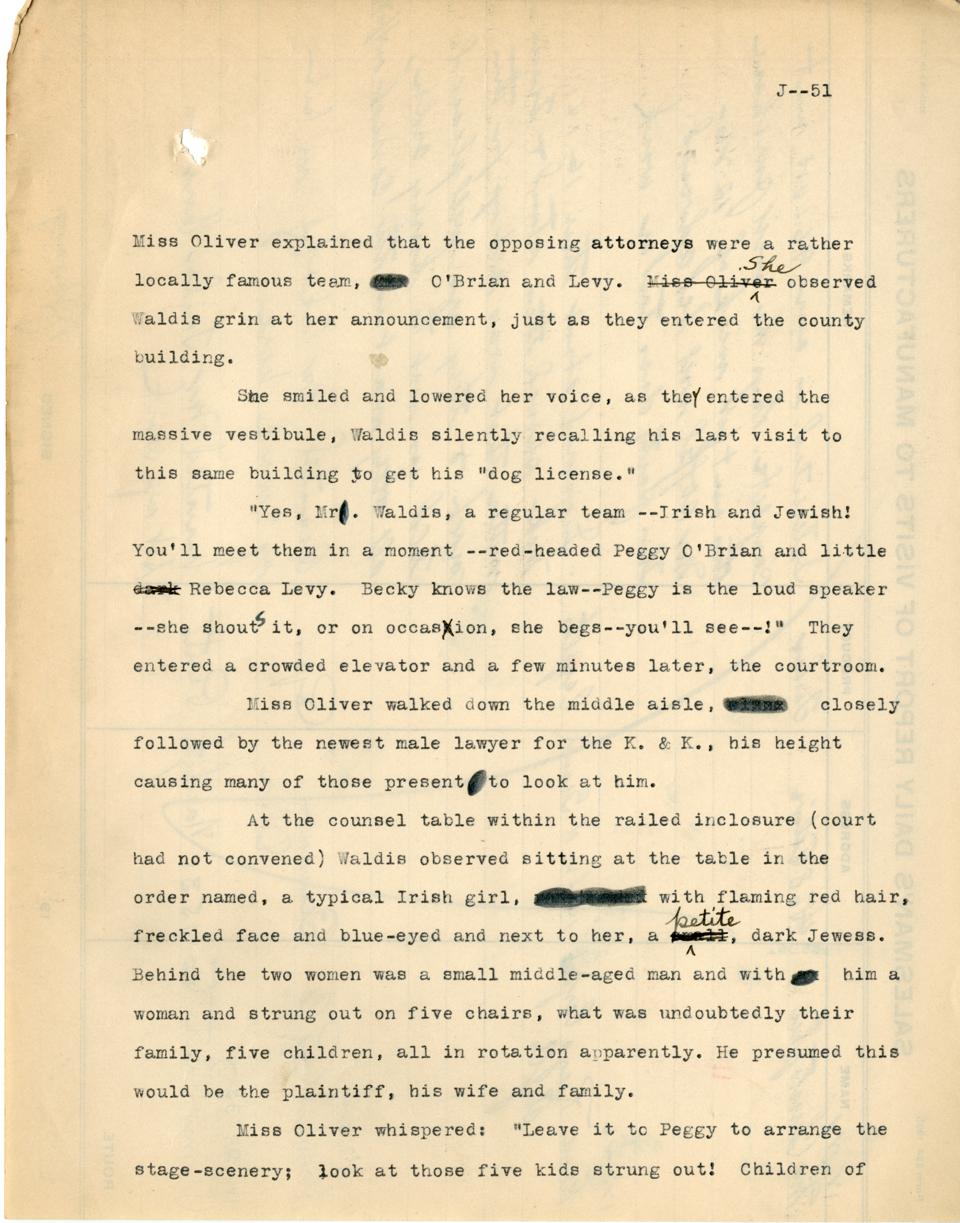 J--51
Miss Oliver explained that the opposing attorneys were a rather
locally famous team, O'Brian and Levy. Miss Oliver She observed
Waldis grin at her announcement, just as they entered the county
building.
She smiled and lowered her voice, as they entered the
massive vestibule, Waldis silently recalling his last visit to
this same building to get his "dog license."
"Yes, Mr. Waldis, a regular team --Irish and Jewish!
You'll meet them in a moment --red-headed Peggy O'Brian and little
dark Rebecca Levy. Becky knows the law--Peggy is the loud speaker
--she shouts it, or on occasion, she begs--you'll see--!" They
entered a crowded elevator and a few minutes later, the courtroom.
Miss Oliver walked down the middle aisle, closely
followed by the newest male lawyer for the K. & K., his height
causing many of those present to look at him.
At the counsel table within the railed inclosure (court
had not convened) Waldis observed sitting at the table in the
order named, a typical Irish girl, with flaming red hair,
freckled face and blue-eyed and next to her, a small petite, dark Jewess.
Behind the two women was a small middle-aged man and with him a
woman and strung out on five chairs, what was undoubtedly their
family, five children, all in rotation apparently. He presumed this
would be the plaintiff, his wife and family.
Miss Oliver whispered: "Leave it to Peggy to arrange the
stage-scenery; look at those five kids strung out! Children of